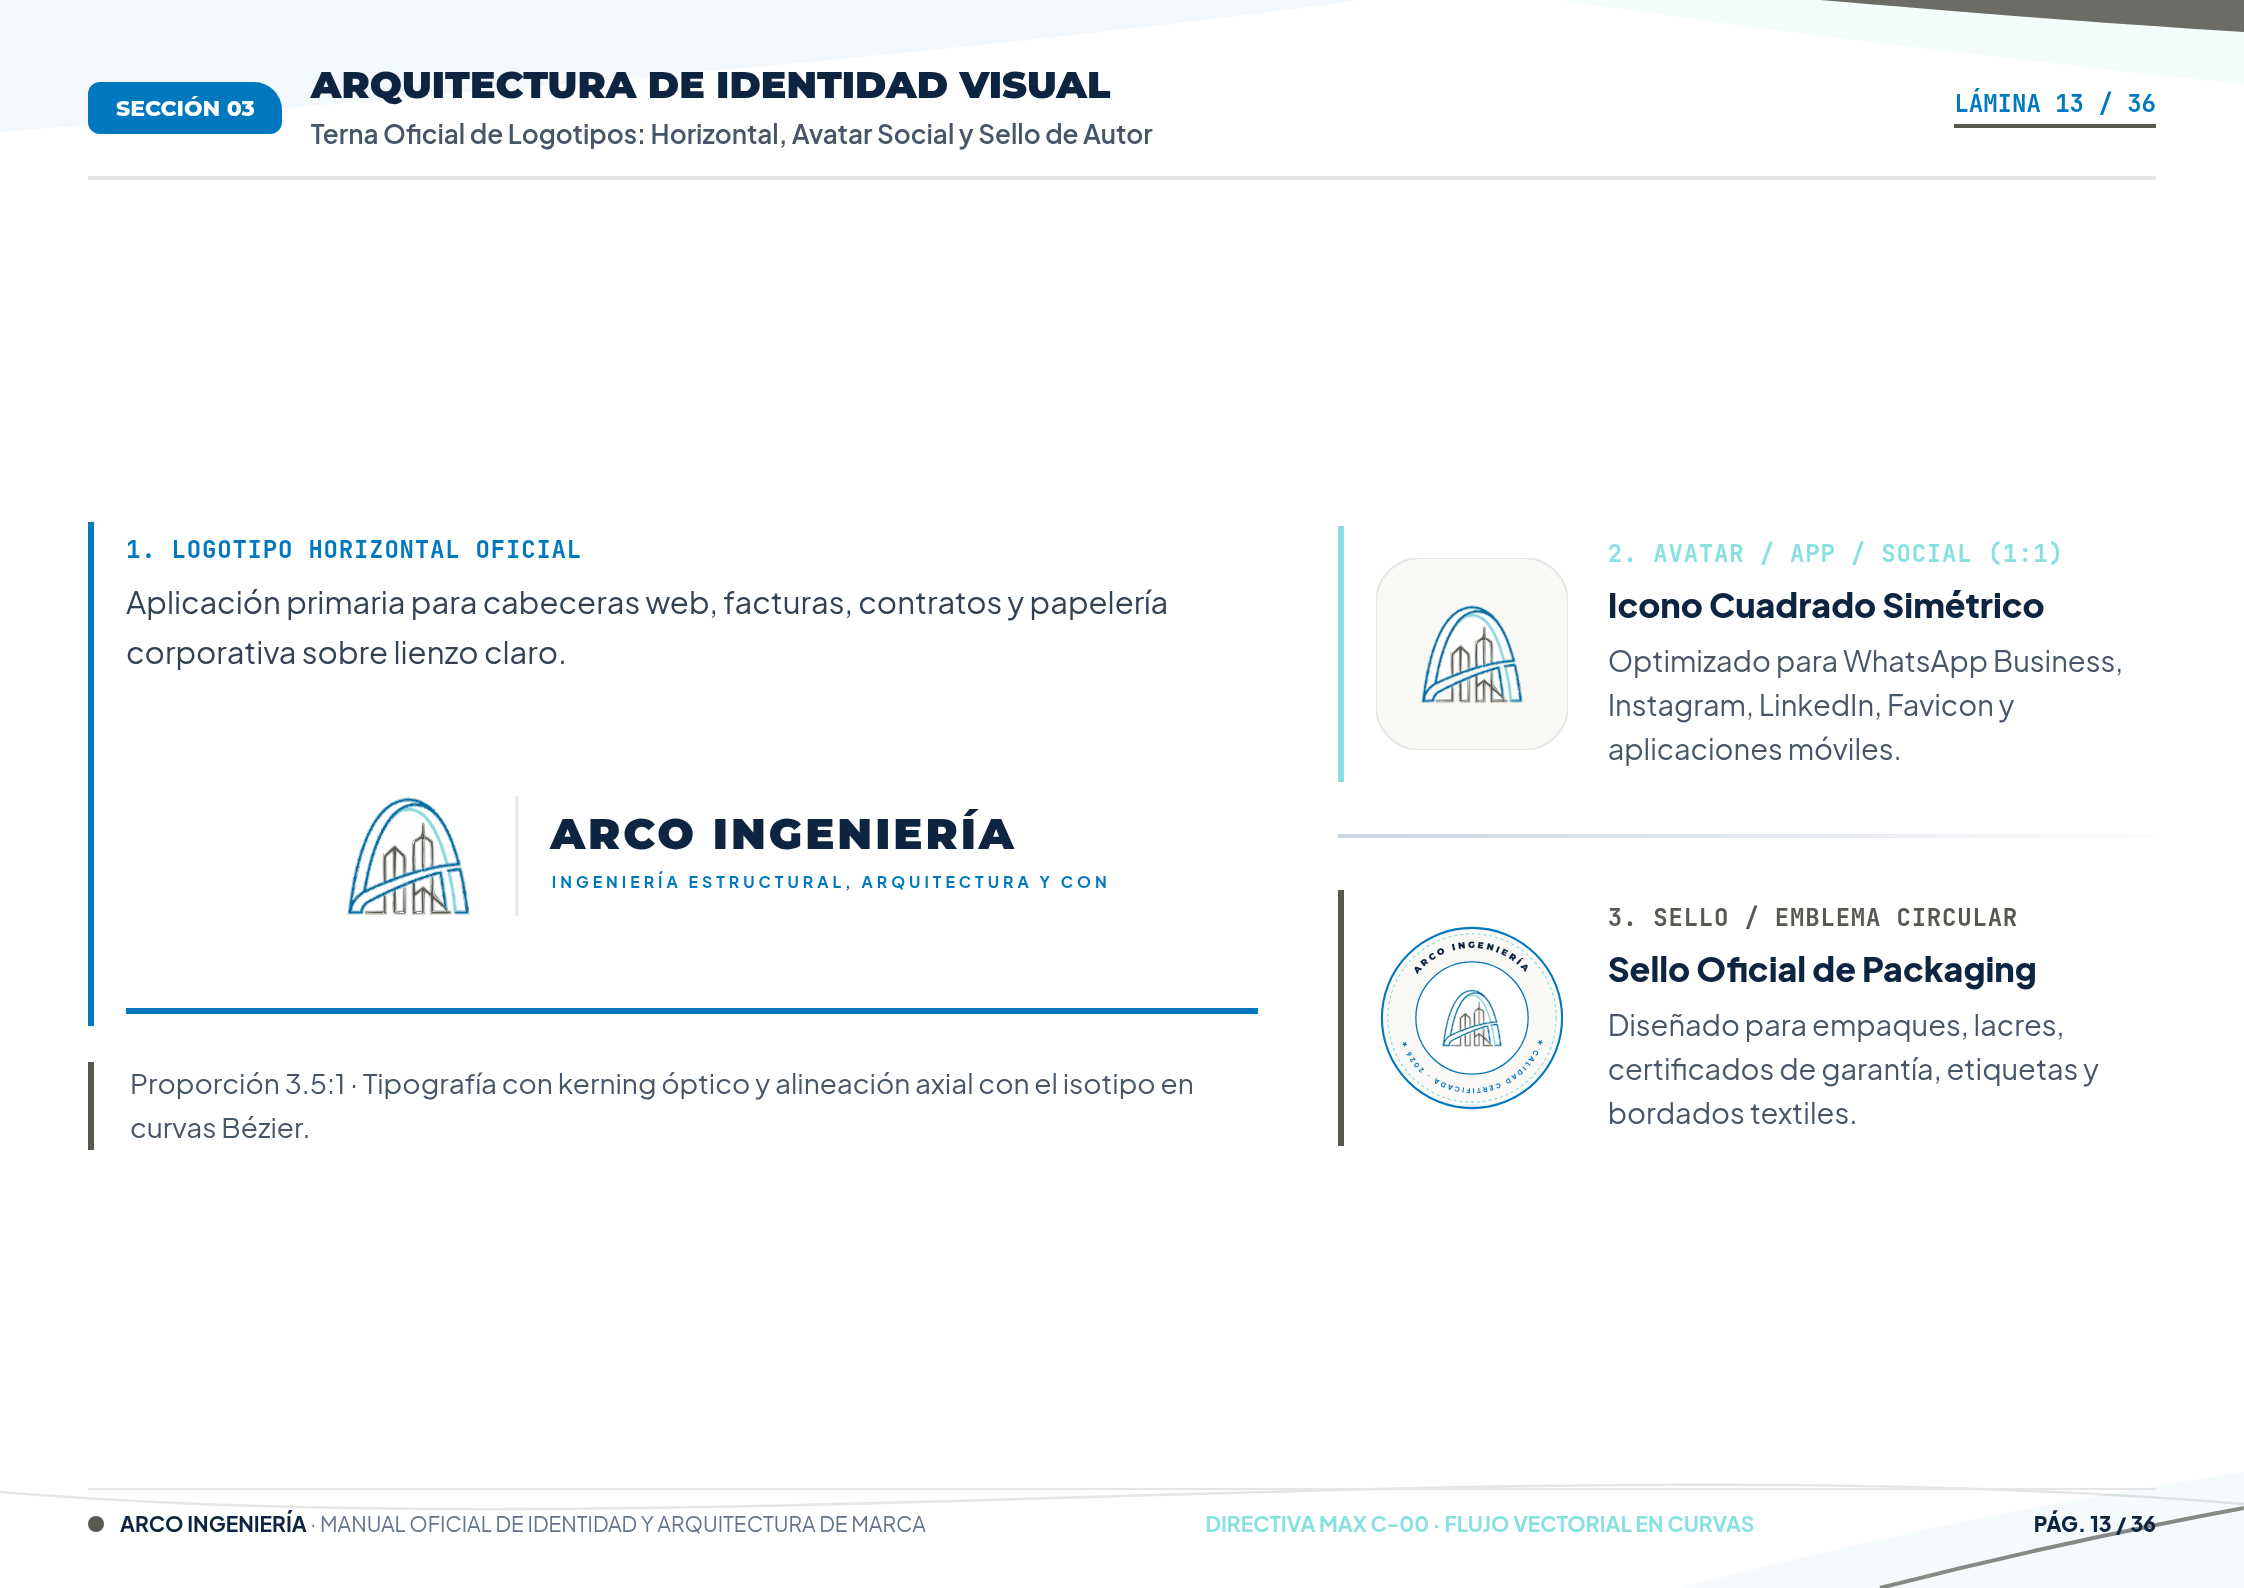 SECCIÓN 03
ARQUITECTURA DE IDENTIDAD VISUAL
Terna Oficial de Logotipos: Horizontal, Avatar Social y Sello de Autor
LÁMINA 13 / 36
1. LOGOTIPO HORIZONTAL OFICIAL
Aplicación primaria para cabeceras web, facturas, contratos y papelería
corporativa sobre lienzo claro.
ARCO INGENIERÍA
INGENIERÍA ESTRUCTURAL, ARQUITECTURA Y CON
Proporción 3.5:1 · Tipografía con kerning óptico y alineación axial con el isotipo en
curvas Bézier.
2. AVATAR / APP / SOCIAL (1:1)
Icono Cuadrado Simétrico
Optimizado para WhatsApp Business,
Instagram, LinkedIn, Favicon y
aplicaciones móviles.
ARCO INGENIERÍA
★ CALIDAD CERTIFICADA · 2026 ★
3. SELLO / EMBLEMA CIRCULAR
Sello Oficial de Packaging
Diseñado para empaques, lacres,
certificados de garantía, etiquetas y
bordados textiles.
ARCO INGENIERÍA · MANUAL OFICIAL DE IDENTIDAD Y ARQUITECTURA DE MARCA
DIRECTIVA MAX C-00 · FLUJO VECTORIAL EN CURVAS
PÁG. 13 / 36